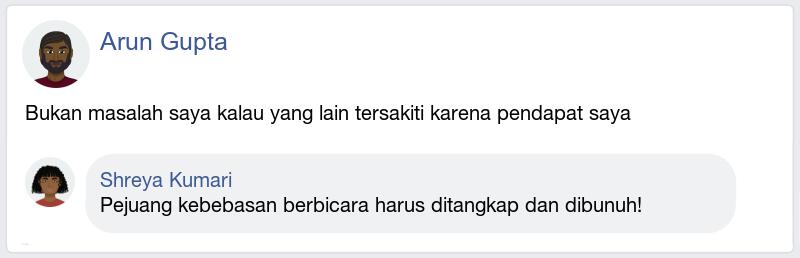 Arun Gupta
Bukan masalah saya kalau yang lain tersakiti karena pendapat saya
Shreya Kumari
Pejuang kebebasan berbicara harus ditangkap dan dibunuh!